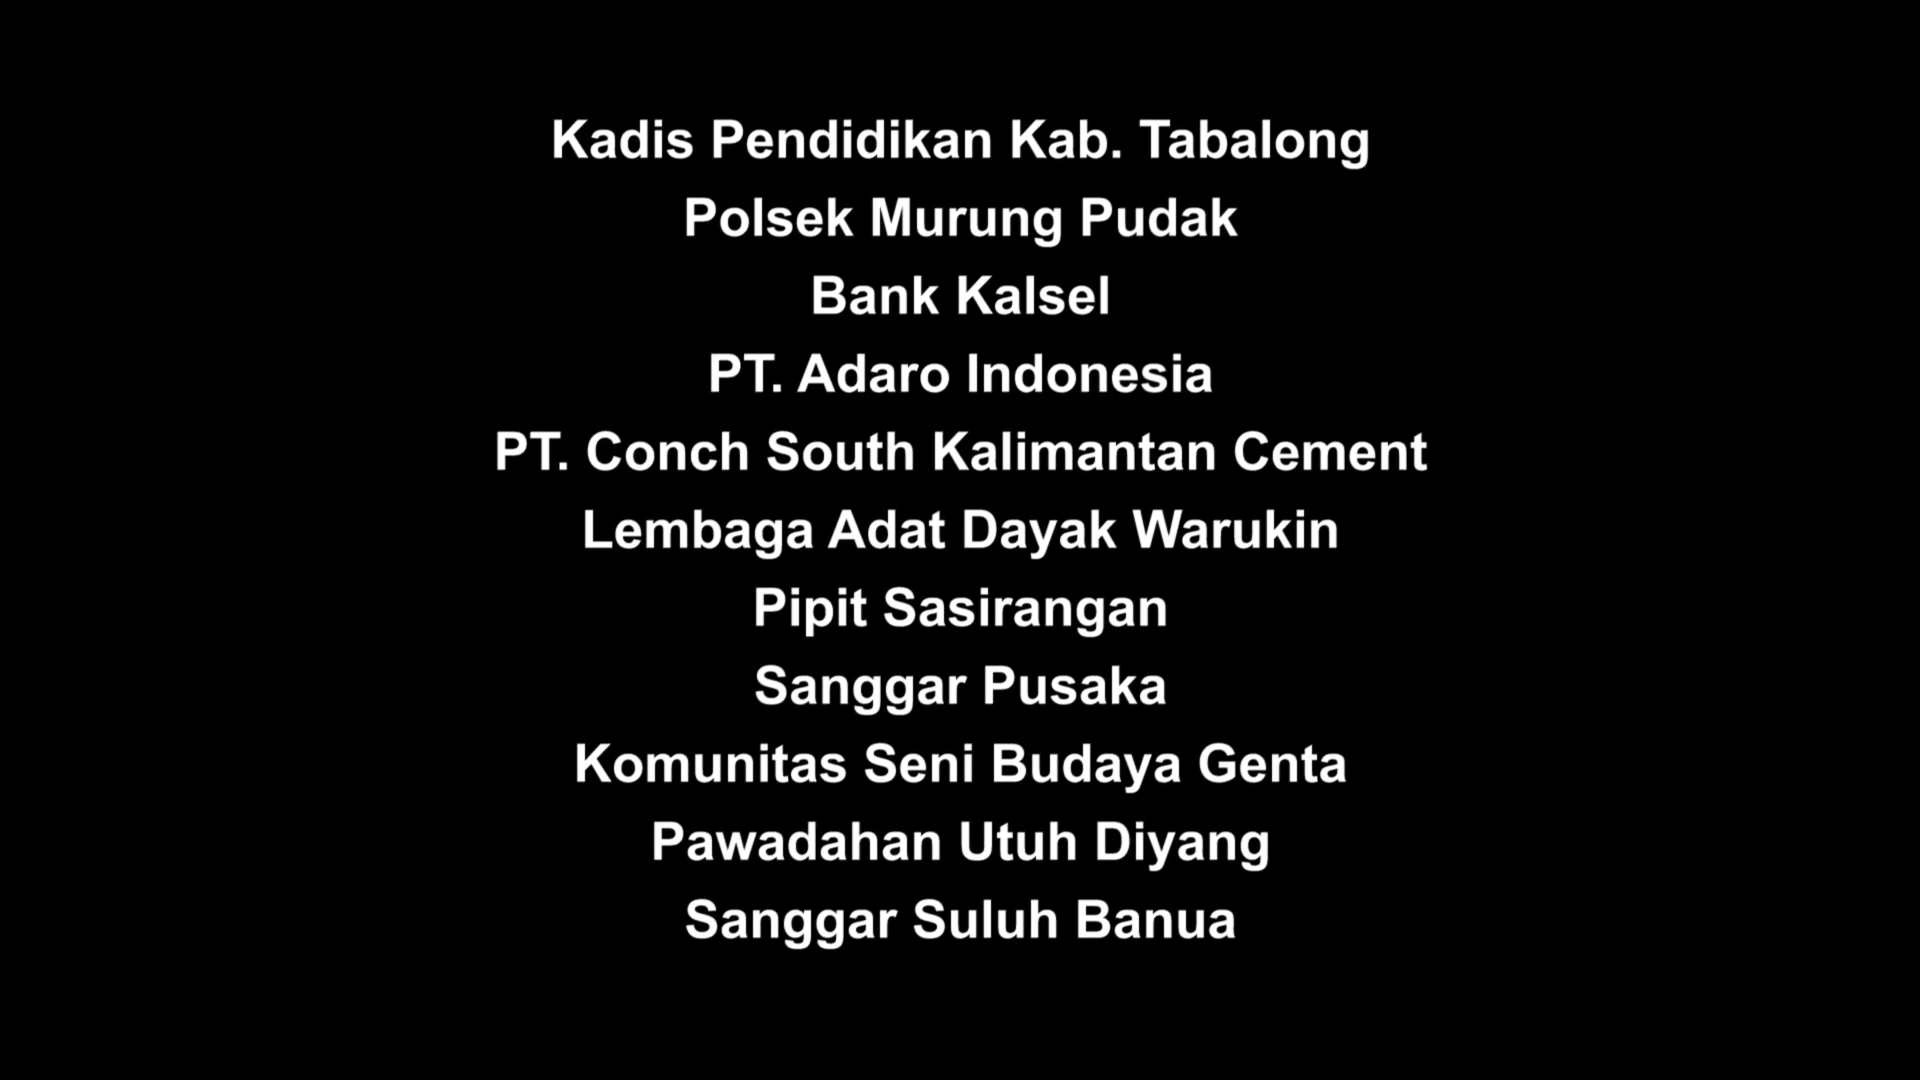 Kadis Pendidikan Kab. Tabalong
Polsek Murung Pudak
Bank Kalsel
PT. Adaro Indonesia
PT. Conch South Kalimantan Cement
Lembaga Adat Dayak Warukin
Pipit Sasirangan
Sanggar Pusaka
Komunitas Seni Budaya Genta
Pawadahan Utuh Diyang
Sanggar Suluh Banua